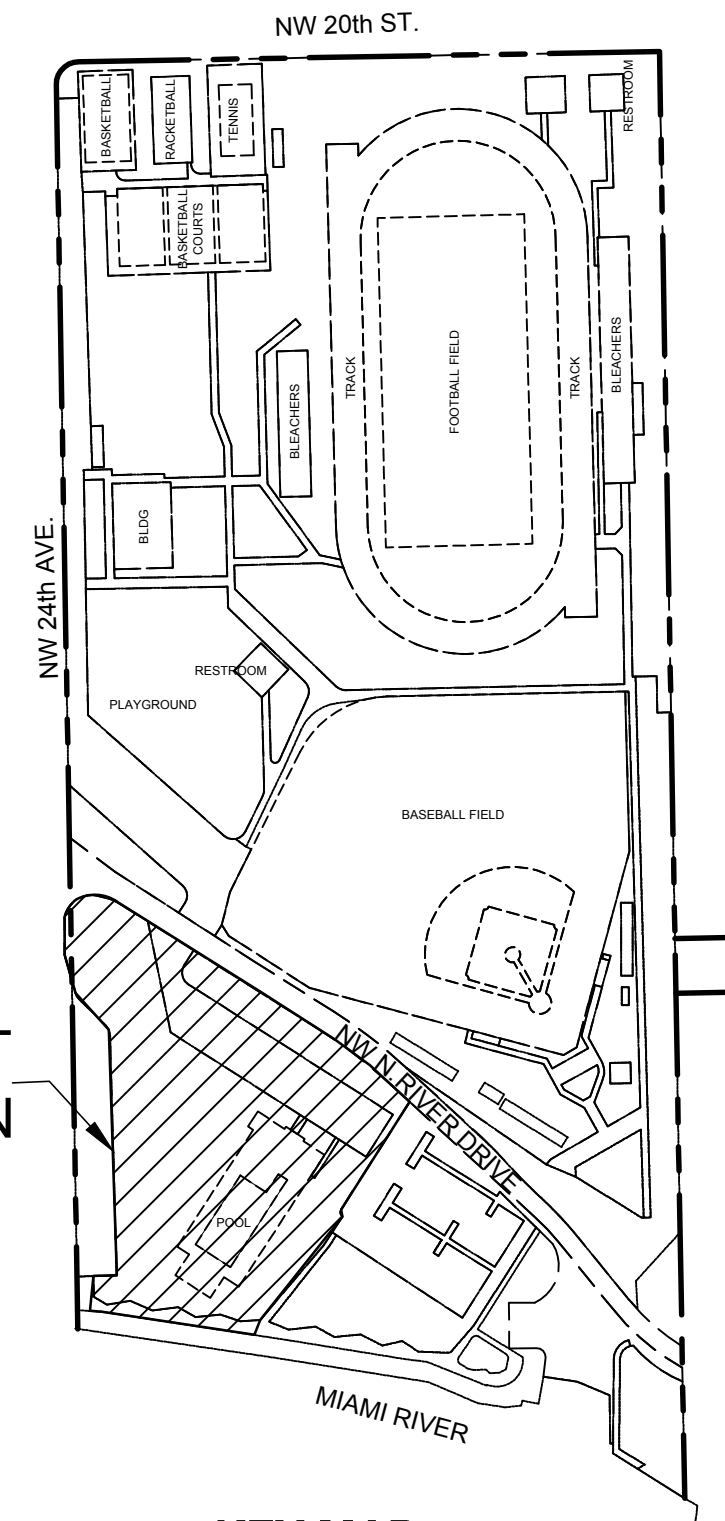 NW 20th ST.
BASKETBALL
RACKETBALL
TENNIS
RESTROOM
BASKETBALL
COURTS
BLEACHERS
TRACK
FOOTBALL FIELD
TRACK
BLEACHERS
BLDG
NW 24th AVE.
RESTROOM
PLAYGROUND
BASEBALL FIELD
NW N. RIVER DRIVE
POOL
MIAMI RIVER